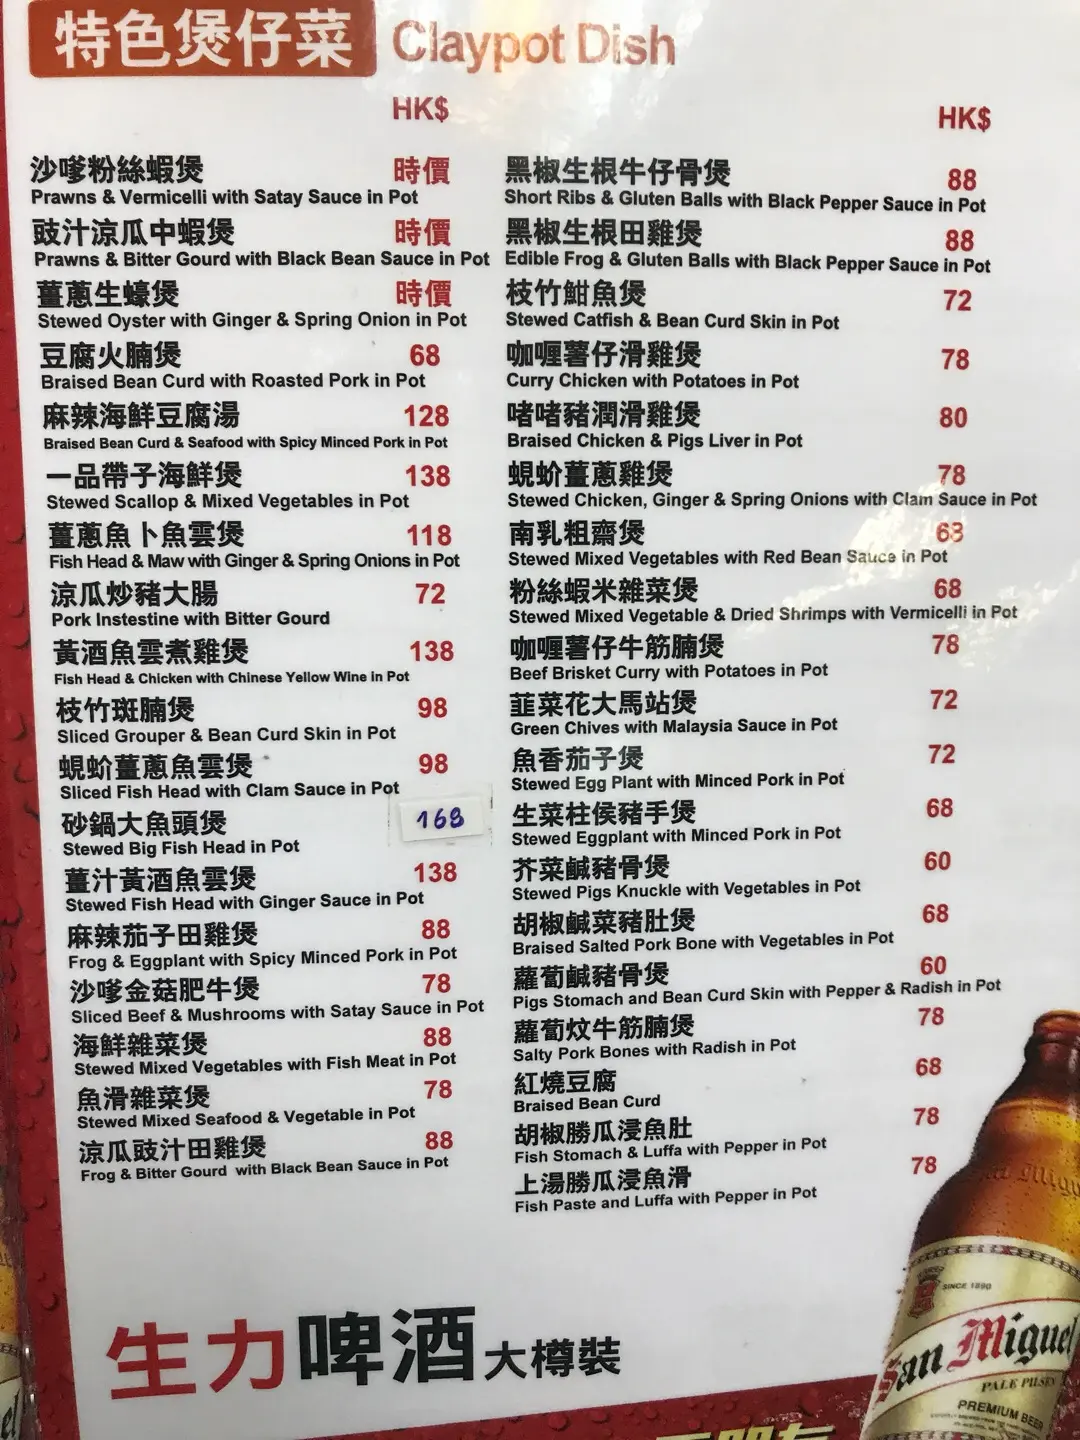 特色煲仔菜 Claypot Dish
HK$
沙嗲粉絲蝦煲 時價
Prawns & Vermicelli with Satay Sauce in Pot
豉汁涼瓜中蝦煲 時價
Prawns & Bitter Gourd with Black Bean Sauce in Pot
薑蔥生蠔煲 時價
Stewed Oyster with Ginger & Spring Onion in Pot
豆腐火腩煲 68
Braised Bean Curd with Roasted Pork in Pot
麻辣海鮮豆腐湯 128
Braised Bean Curd & Seafood with Spicy Minced Pork in Pot
一品帶子海鮮煲 138
Stewed Scallop & Mixed Vegetables in Pot
薑蔥魚卜魚雲煲 118
Fish Head & Maw with Ginger & Spring Onions in Pot
涼瓜炒豬大腸 72
Pork Instestine with Bitter Gourd
黃酒魚雲煮雞煲 138
Fish Head & Chicken with Chinese Yellow Wine in Pot
枝竹斑腩煲 98
Sliced Grouper & Bean Curd Skin in Pot
蜆蚧薑蔥魚雲煲 98
Sliced Fish Head with Clam Sauce in Pot
砂鍋大魚頭煲 168
Stewed Big Fish Head in Pot
薑汁黃酒魚雲煲 138
Stewed Fish Head with Ginger Sauce in Pot
麻辣茄子田雞煲 88
Frog & Eggplant with Spicy Minced Pork in Pot
沙嗲金菇肥牛煲 78
Sliced Beef & Mushrooms with Satay Sauce in Pot
海鮮雜菜煲 88
Stewed Mixed Vegetables with Fish Meat in Pot
魚滑雜菜煲 78
Stewed Mixed Seafood & Vegetable in Pot
涼瓜豉汁田雞煲 88
Frog & Bitter Gourd with Black Bean Sauce in Pot
HK$
黑椒生根牛仔骨煲 88
Short Ribs & Gluten Balls with Black Pepper Sauce in Pot
黑椒生根田雞煲 88
Edible Frog & Gluten Balls with Black Pepper Sauce in Pot
枝竹魽魚煲 72
Stewed Catfish & Bean Curd Skin in Pot
咖喱薯仔滑雞煲 78
Curry Chicken with Potatoes in Pot
啫啫豬潤滑雞煲 80
Braised Chicken & Pigs Liver in Pot
蜆蚧薑蔥雞煲 78
Stewed Chicken, Ginger & Spring Onions with Clam Sauce in Pot
南乳粗齋煲 68
Stewed Mixed Vegetables with Red Bean Sauce in Pot
粉絲蝦米雜菜煲 68
Stewed Mixed Vegetable & Dried Shrimps with Vermicelli in Pot
咖喱薯仔牛筋腩煲 78
Beef Brisket Curry with Potatoes in Pot
韮菜花大馬站煲 72
Green Chives with Malaysia Sauce in Pot
魚香茄子煲 72
Stewed Egg Plant with Minced Pork in Pot
生菜柱侯豬手煲 68
Stewed Eggplant with Minced Pork in Pot
芥菜鹹豬骨煲 60
Stewed Pigs Knuckle with Vegetables in Pot
胡椒鹹菜豬肚煲 68
Braised Salted Pork Bone with Vegetables in Pot
蘿蔔鹹豬骨煲 60
Pigs Stomach and Bean Curd Skin with Pepper & Radish in Pot
蘿蔔炆牛筋腩煲 78
Salty Pork Bones with Radish in Pot
紅燒豆腐 68
Braised Bean Curd
胡椒勝瓜浸魚肚 78
Fish Stomach & Luffa with Pepper in Pot
上湯勝瓜浸魚滑 78
Fish Paste and Luffa with Pepper in Pot
生力啤酒大樽裝
SINCE 1890
San Miguel
PALE PILSEN
PREMIUM BEER